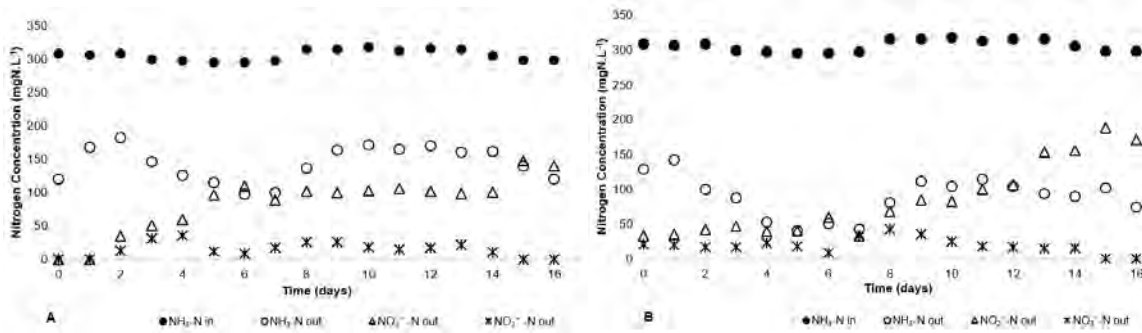 350
300
250
200
150
100
50
0
Nitrogen Concentrtion (mgN.L⁻¹)
0 2 4 6 8 10 12 14 16
Time (days)
A
NH₃-N in NH₃-N out N out N out
350
300
250
200
150
100
50
0
Nitrogen Concentration (mgN.L⁻¹)
0 2 4 6 8 10 12 14 16
Time (days)
B
NH₃-N in NH₃-N out NO₂⁻-N out NO₃⁻-N out